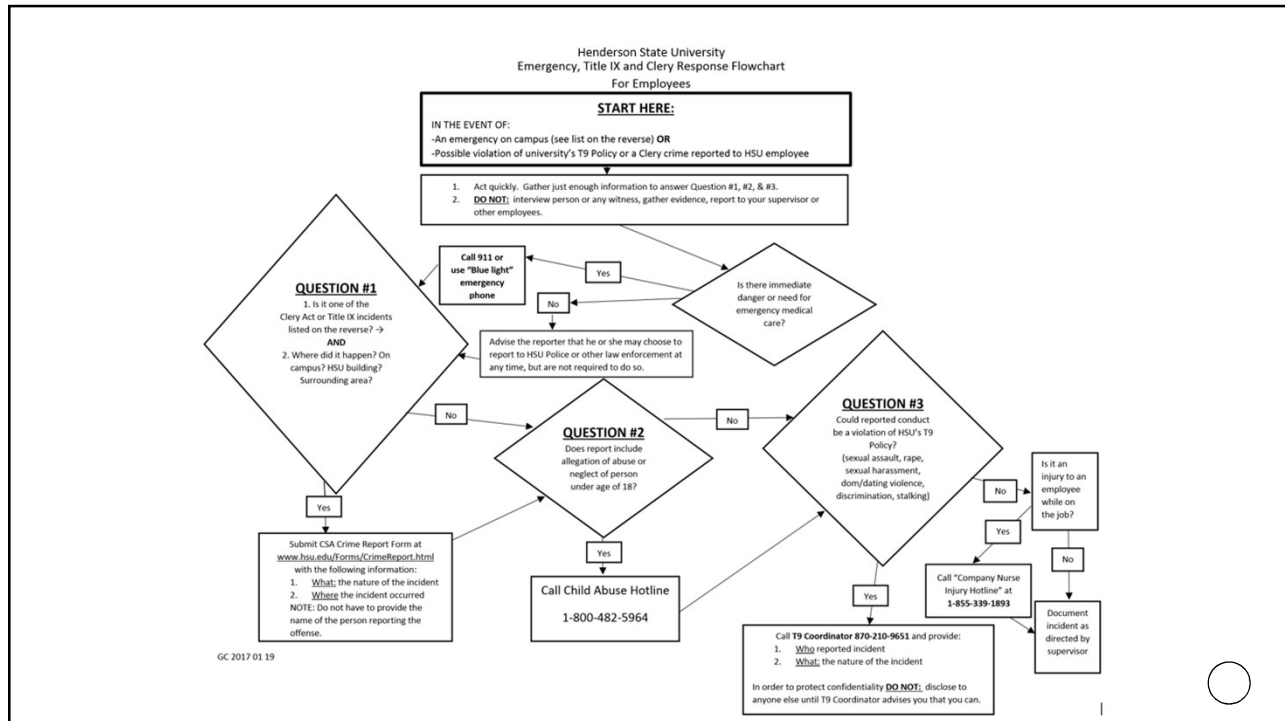 Henderson State University
Emergency, Title IX and Clery Response Flowchart
For Employees
START HERE:
IN THE EVENT OF:
-An emergency on campus (see list on the reverse) OR
-Possible violation of university's T9 Policy or a Clery crime reported to HSU employee
1. Act quickly. Gather just enough information to answer Question #1, #2, & #3.
2. DO NOT: interview person or any witness, gather evidence, report to your supervisor or
other employees.
Is there immediate
danger or need for
emergency medical
care?
Yes
Call 911 or
use "Blue light"
emergency
phone
No
Advise the reporter that he or she may choose to
report to HSU Police or other law enforcement at
any time, but are not required to do so.
QUESTION #1
1. Is it one of the
Clery Act or Title IX incidents
listed on the reverse? →
AND
2. Where did it happen? On
campus? HSU building?
Surrounding area?
No
Yes
Submit CSA Crime Report Form at
www.hsu.edu/Forms/CrimeReport.html
with the following information:
1. What: the nature of the incident
2. Where the incident occurred
NOTE: Do not have to provide the
name of the person reporting the
offense.
QUESTION #2
Does report include
allegation of abuse or
neglect of person
under age of 18?
No
Yes
Call Child Abuse Hotline
1-800-482-5964
QUESTION #3
Could reported conduct
be a violation of HSU's T9
Policy?
(sexual assault, rape,
sexual harassment,
dom/dating violence,
discrimination, stalking)
No
Yes
Call T9 Coordinator 870-210-9651 and provide:
1. Who reported incident
2. What: the nature of the incident
In order to protect confidentiality DO NOT: disclose to
anyone else until T9 Coordinator advises you that you can.
Is it an
injury to an
employee
while on
the job?
Yes
Call "Company Nurse
Injury Hotline" at
1-855-339-1893
No
Document
incident as
directed by
supervisor
GC 2017 01 19